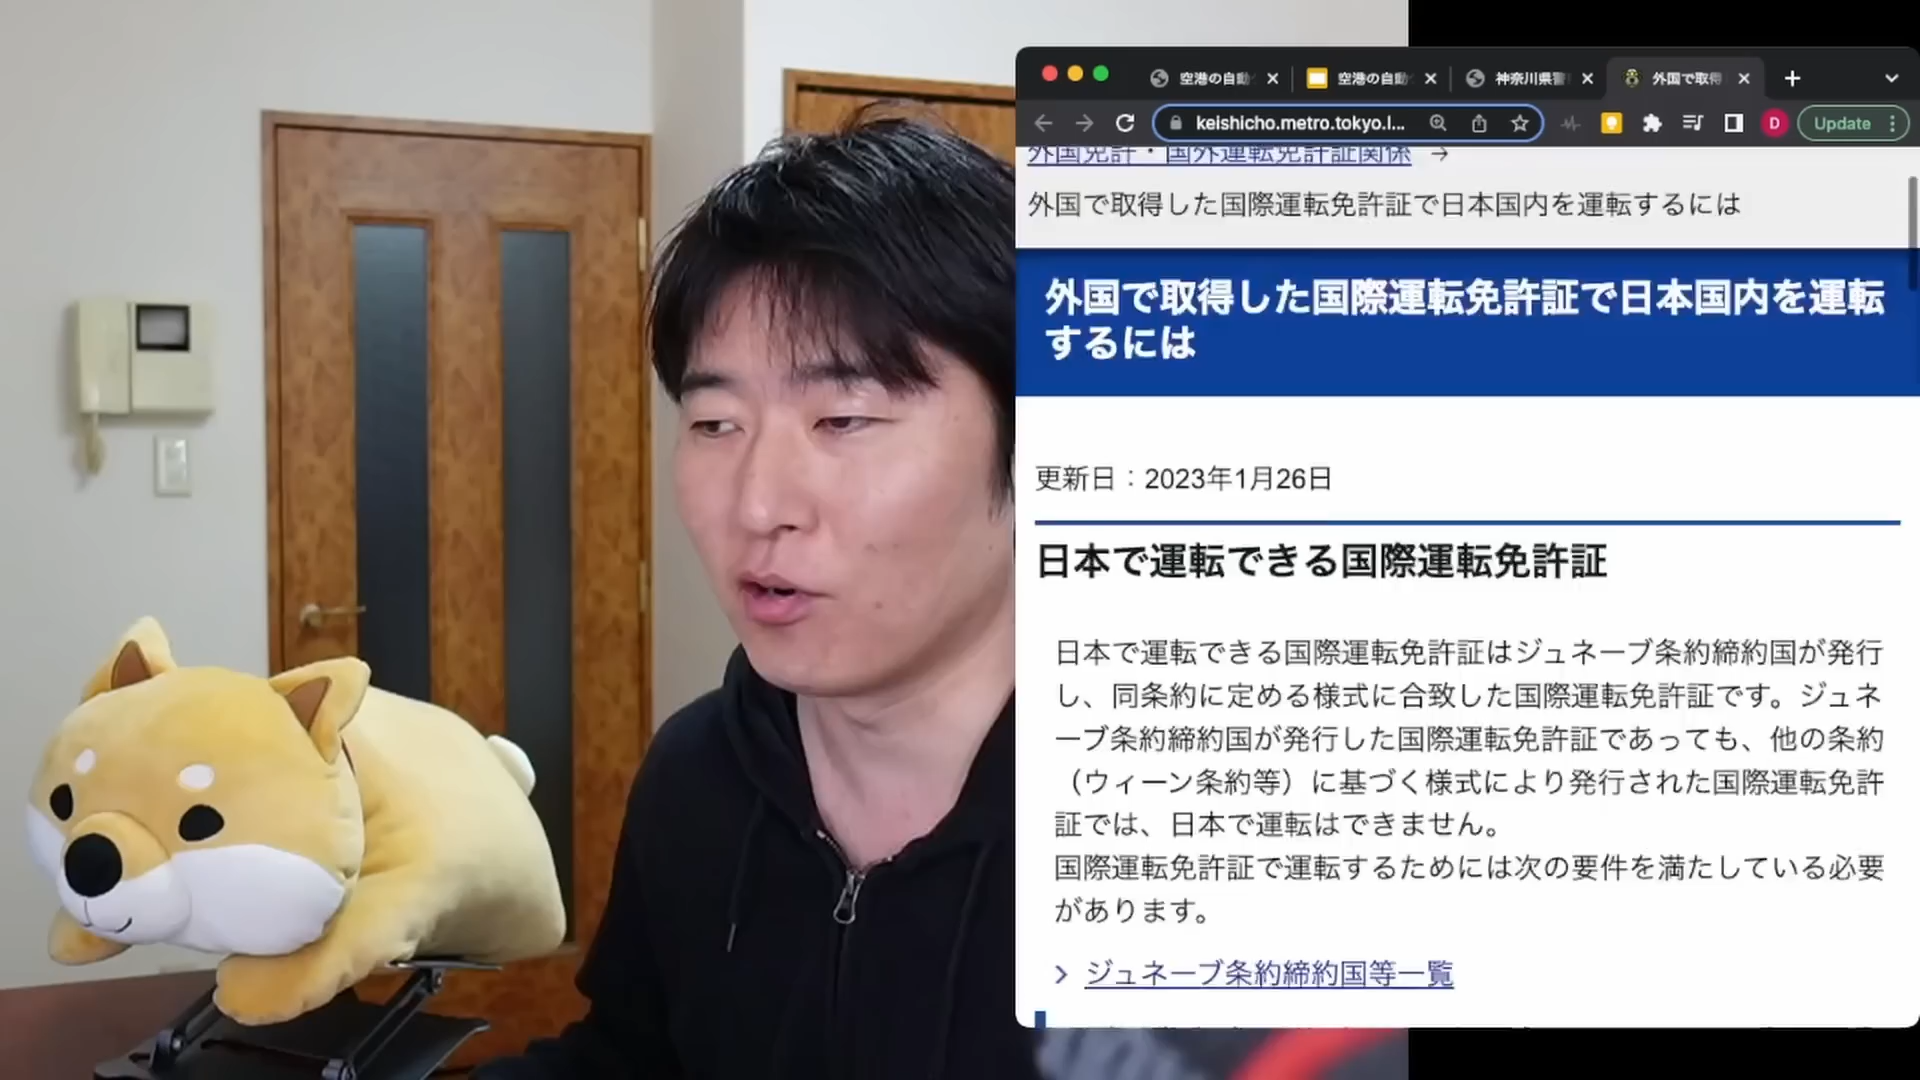 空港の自動
空港の自動
神奈川県警
外国で取得
keishicho.metro.tokyo.l...
D
Update
外国免許・国外運転免許証関係 →
外国で取得した国際運転免許証で日本国内を運転するには
外国で取得した国際運転免許証で日本国内を運転
するには
更新日：2023年1月26日
日本で運転できる国際運転免許証
日本で運転できる国際運転免許証はジュネーブ条約締約国が発行
し、同条約に定める様式に合致した国際運転免許証です。ジュネ
ーブ条約締約国が発行した国際運転免許証であっても、他の条約
（ウィーン条約等）に基づく様式により発行された国際運転免許
証では、日本で運転はできません。
国際運転免許証で運転するためには次の要件を満たしている必要
があります。
ジュネーブ条約締約国等一覧